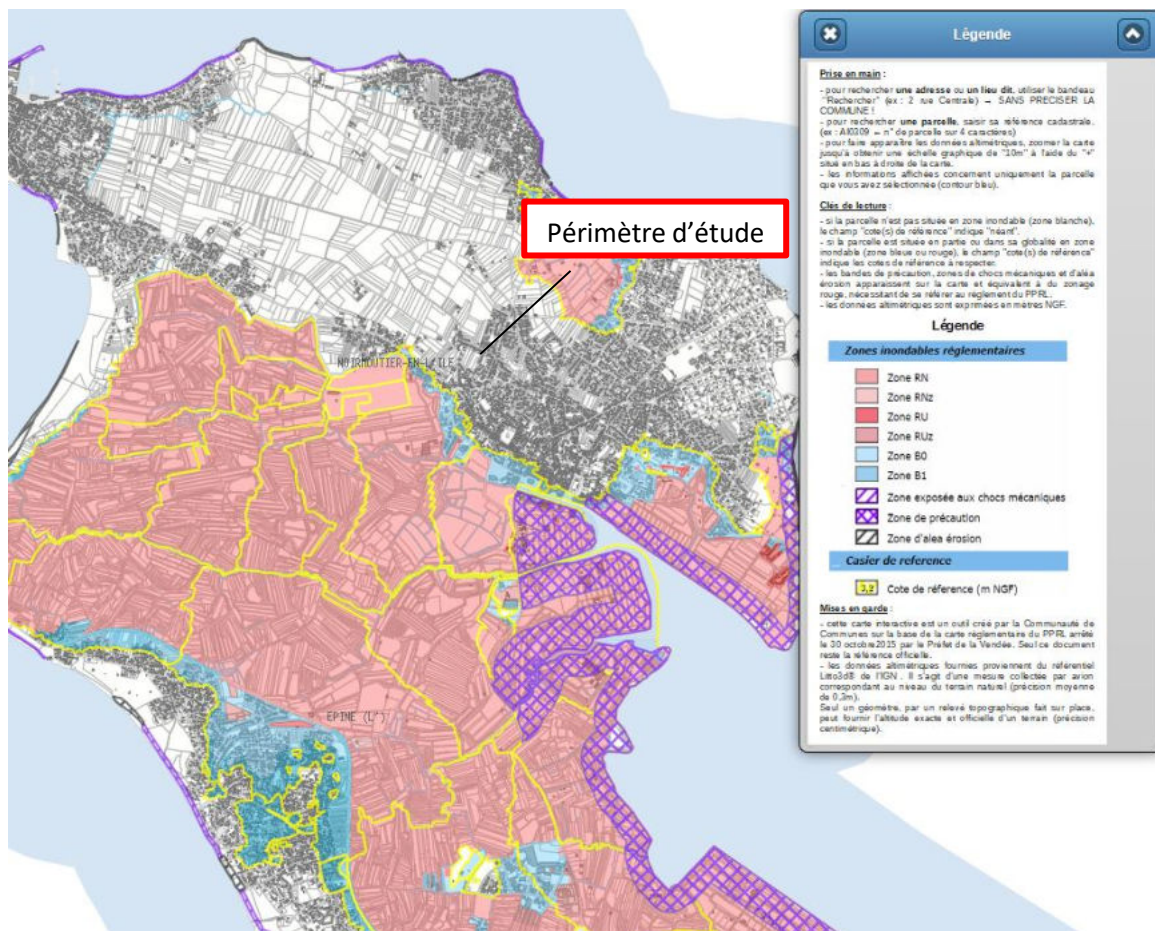 Légende
Prise en main :
- pour rechercher une adresse ou un lieu dit, utiliser le bandeau
"Rechercher" (ex : 2 rue Centrale) → SANS PRECISER LA
COMMUNE !
- pour rechercher une parcelle, saisir sa référence cadastrale.
(ex : AI0309 ← n° de parcelle sur 4 caractères)
- pour faire apparaître les données altimétriques, zoomer la carte
jusqu'à obtenir une échelle graphique de "10m" à l'aide du "+"
situé en bas à droite de la carte.
- les informations affichées concernent uniquement la parcelle
que vous avez sélectionnée (contour bleu).
Clés de lecture :
- si la parcelle n'est pas située en zone inondable (zone blanche),
le champ "cote(s) de référence" indique "néant".
- si la parcelle est située en partie ou dans sa globalité en zone
inondable (zone bleue ou rouge), le champ "cote(s) de référence"
indique les cotes de référence à respecter.
- les bandes de précaution, zones de chocs mécaniques et d'aléa
érosion apparaissent sur la carte et équivalent à du zonage
rouge, nécessitant de se référer au règlement du PPRL.
- les données altimétriques sont exprimées en mètres NGF.
Légende
Zones inondables réglementaires
Zone RN
Zone RNz
Zone RU
Zone RUz
Zone B0
Zone B1
Zone exposée aux chocs mécaniques
Zone de précaution
Zone d'alea érosion
Casier de reference
Cote de réference (m NGF)
Mises en garde :
- cette carte interactive est un outil créé par la Communauté de
Communes sur la base de la carte réglementaire du PPRL arrêté
le 30 octobre2015 par le Préfet de la Vendée. Seul ce document
reste la référence officielle.
- les données altimétriques fournies proviennent du référentiel
Litto3d® de l'IGN . Il s'agit d'une mesure collectée par avion
correspondant au niveau du terrain naturel (précision moyenne
de 0,3m).
Seul un géomètre, par un relevé topographique fait sur place,
peut fournir l'altitude exacte et officielle d'un terrain (précision
centimétrique).
Périmètre d'étude
NOIRMOUTIER-EN-L'ILE
EPINE (L')